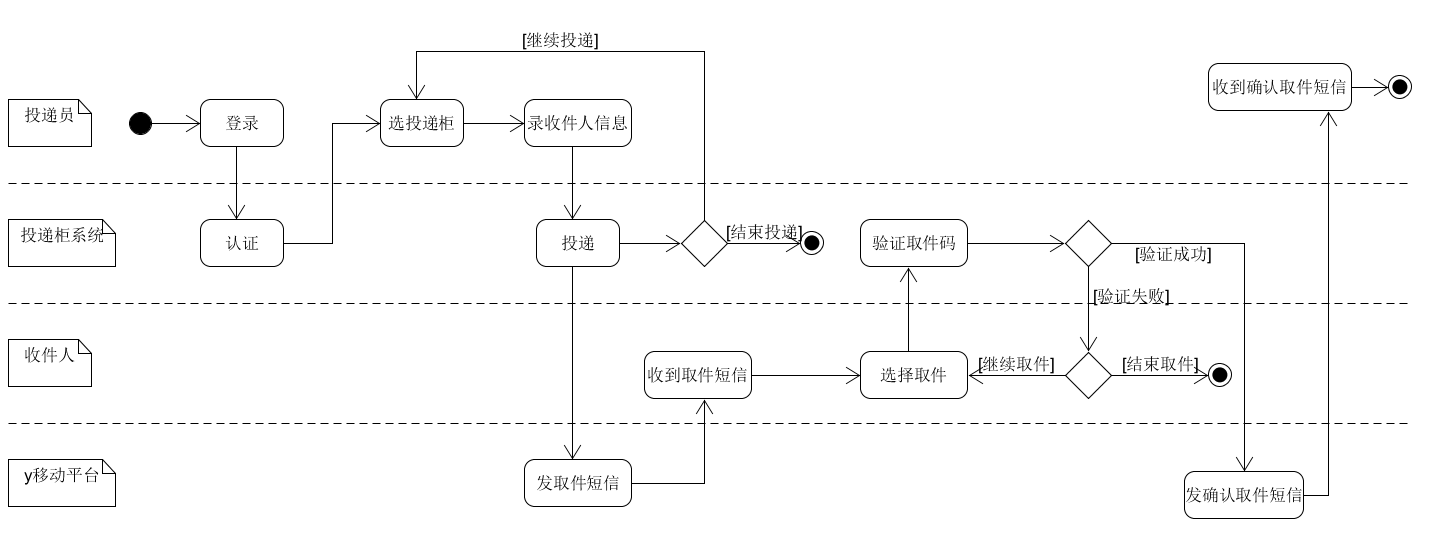 [继续投递]
收到确认取件短信
投递员
登录
选投递柜
录收件人信息
投递柜系统
认证
投递
[结束投递]
验证取件码
[验证成功]
[验证失败]
收件人
收到取件短信
选择取件
[继续取件]
[结束取件]
y移动平台
发取件短信
发确认取件短信